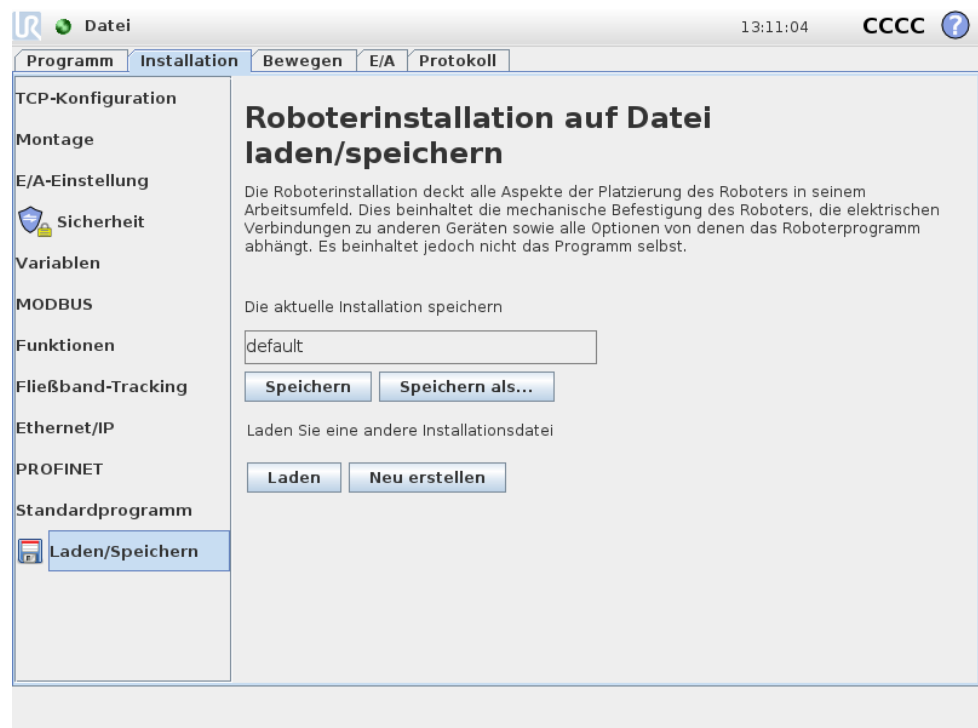 UR Datei 13:11:04 CCCC ?
Programm Installation Bewegen E/A Protokoll
TCP-Konfiguration
Montage
E/A-Einstellung
Sicherheit
Variablen
MODBUS
Funktionen
Fließband-Tracking
Ethernet/IP
PROFINET
Standardprogramm
Laden/Speichern
Roboterinstallation auf Datei
laden/speichern
Die Roboterinstallation deckt alle Aspekte der Platzierung des Roboters in seinem
Arbeitsumfeld. Dies beinhaltet die mechanische Befestigung des Roboters, die elektrischen
Verbindungen zu anderen Geräten sowie alle Optionen von denen das Roboterprogramm
abhängt. Es beinhaltet jedoch nicht das Programm selbst.
Die aktuelle Installation speichern
default
Speichern Speichern als...
Laden Sie eine andere Installationsdatei
Laden Neu erstellen